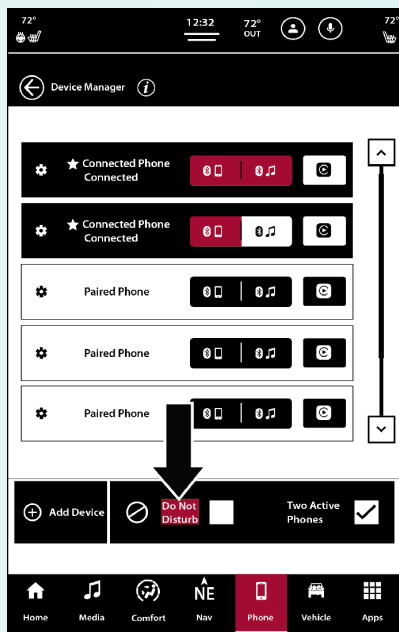 72°
12:32
72°
OUT
72°
Device Manager
i
Connected Phone
Connected
Connected Phone
Connected
Paired Phone
Paired Phone
Paired Phone
Add Device
Do Not
Disturb
Two Active
Phones
NE
Home
Media
Comfort
Nav
Phone
Vehicle
Apps